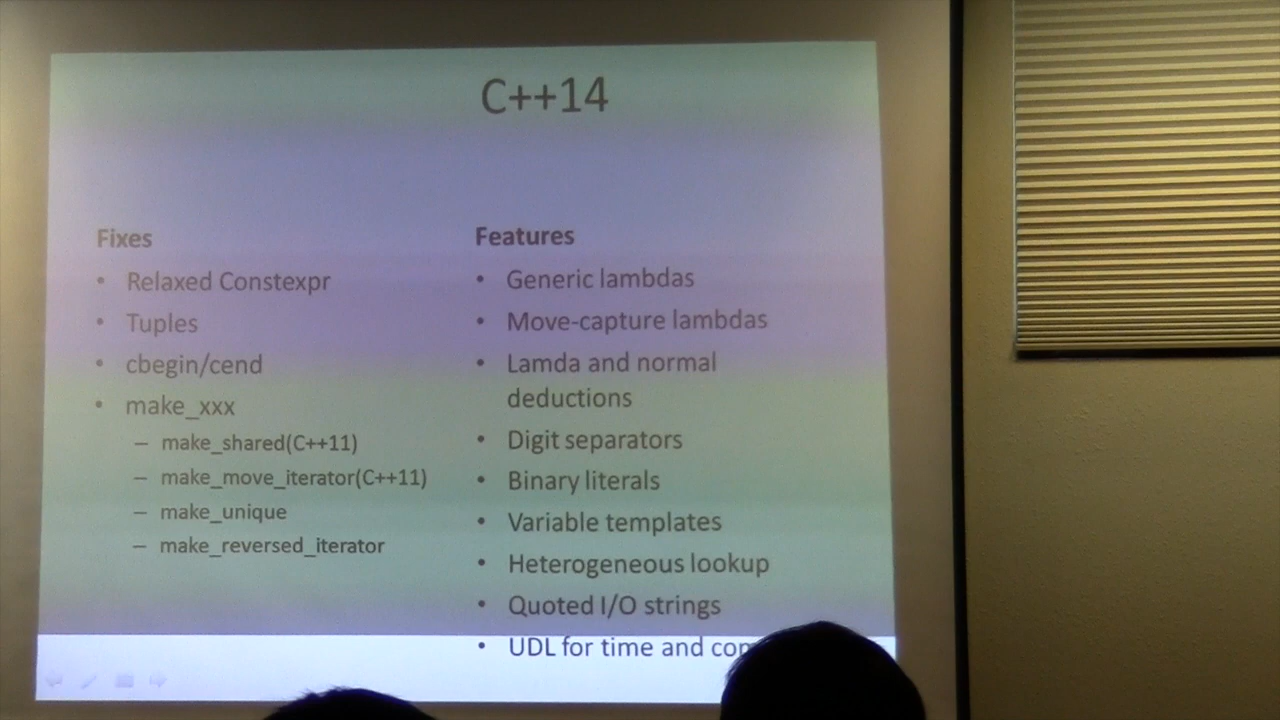 C++14
Fixes
• Relaxed Constexpr
• Tuples
• cbegin/cend
• make_xxx
– make_shared(C++11)
– make_move_iterator(C++11)
– make_unique
– make_reversed_iterator
Features
• Generic lambdas
• Move-capture lambdas
• Lamda and normal
deductions
• Digit separators
• Binary literals
• Variable templates
• Heterogeneous lookup
• Quoted I/O strings
• UDL for time and